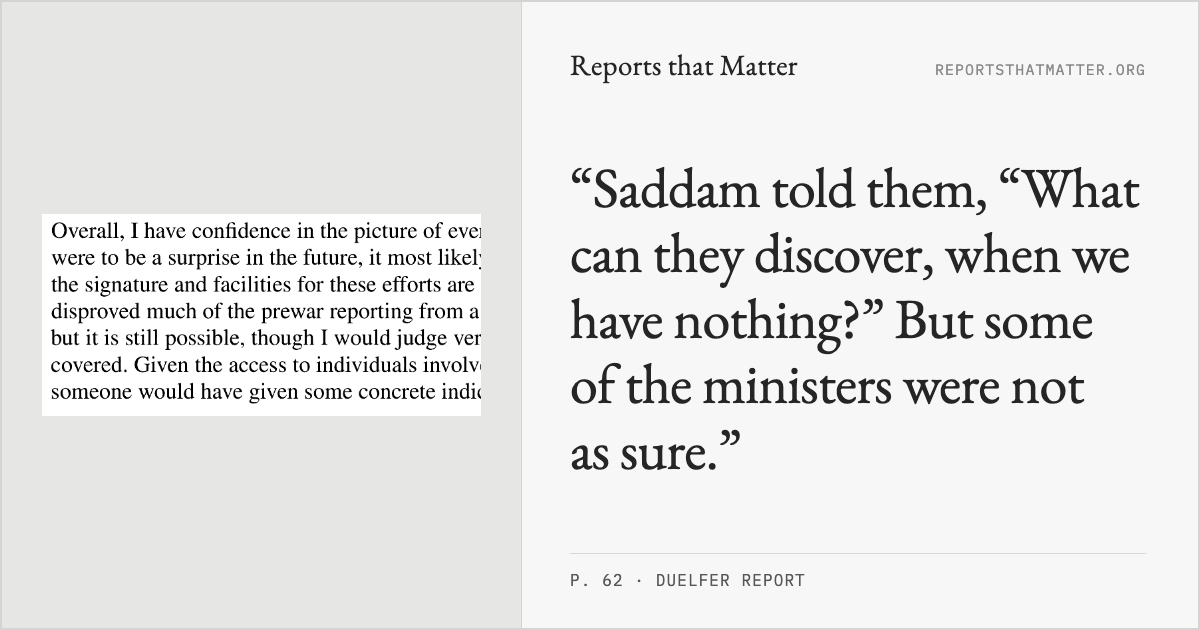 Overall, I have confidence in the picture of
were to be a surprise in the future, it most
the signature and facilities for these efforts are
disproved much of the prewar reporting from a
but it is still possible, though I would judge
covered. Given the access to individuals
someone would have given some concrete
Reports that Matter
REPORTSTHATMATTER.ORG
“Saddam told them, “What
can they discover, when we
have nothing?” But some
of the ministers were not
as sure.”
P. 62 · DUELFER REPORT